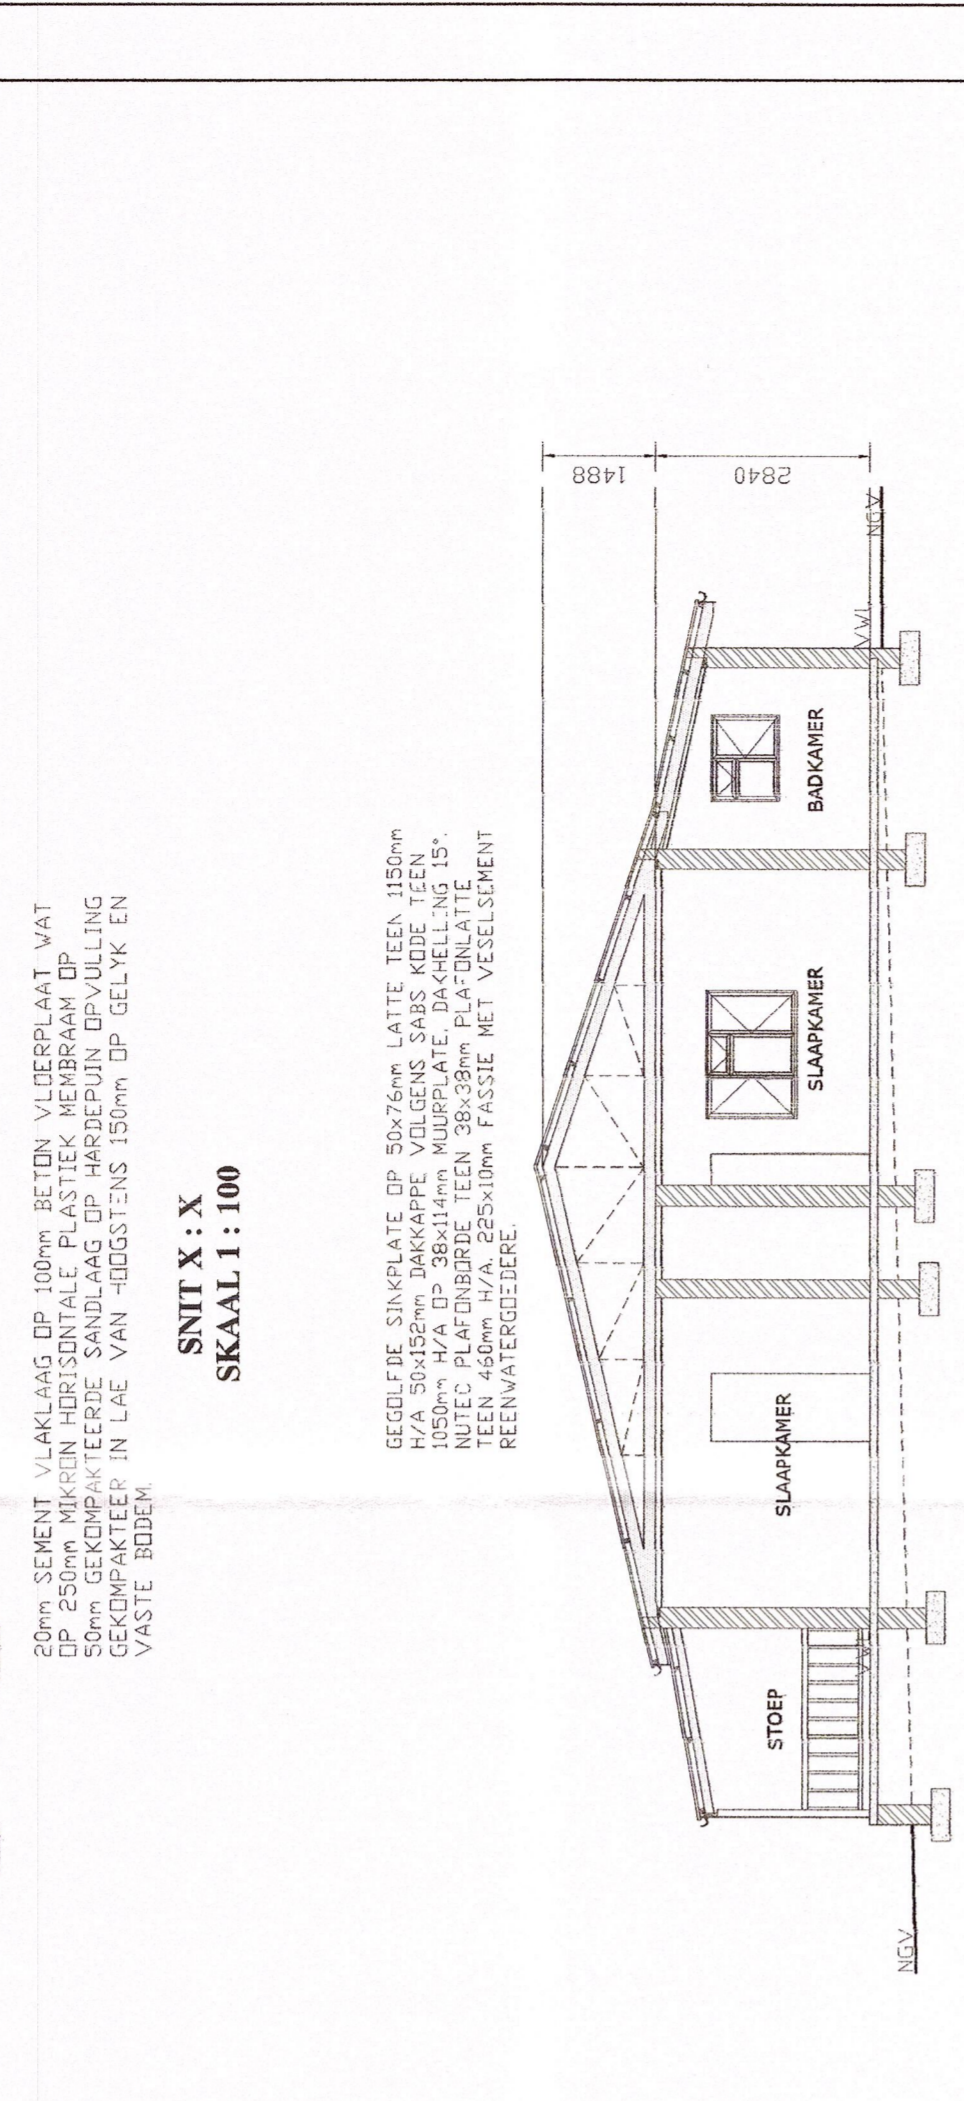 20mm SEMENT VLAKLAAG OP 100mm BETON VLOERPLAAT WAT
OP 250mm MIKRON HORISONTALE PLASTIEK MEMBRAAM OP
50mm GEKOMPAKTEERDE SANDLAAG OP HARDEPUIN OPVULLING
GEKOMPAKTEER IN LAE VAN HOOGSTENS 150mm OP GELYK EN
VASTE BODEM.
SNIT X : X
SKAAL 1 : 100
GEGOLFDE SINKPLATE OP 50x76mm LATTE TEEN 1150mm
H/A 50x152mm DAKKAPPE VOLGENS SABS KODE TEEN
1050mm H/A OP 38x114mm MUURPLATE, DAKHELLING 15°.
NUTEC PLAFONBORDE TEEN 38x38mm PLAFONLATTE
TEEN 460mm H/A. 225x10mm FASSIE MET VESELSEMENT
REENWATERGOEDERE.
1488
2840
NGV
STOEP
SLAAPKAMER
SLAAPKAMER
BADKAMER
VWL
NGV